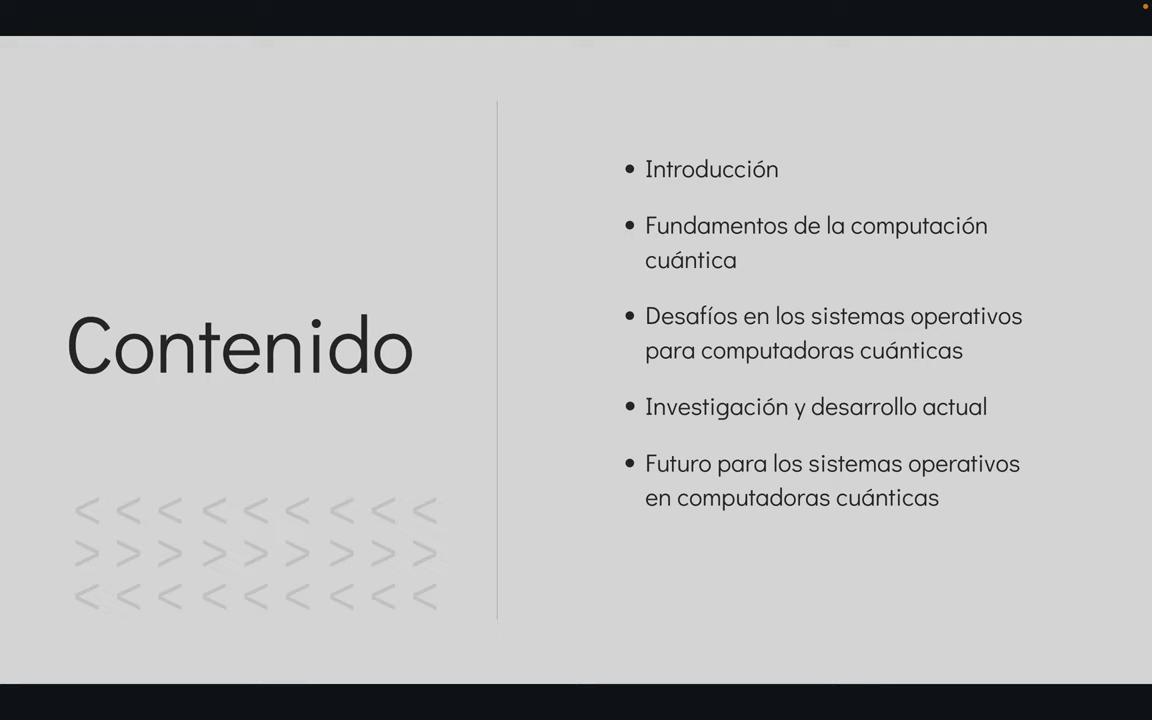 Contenido
< < < < < < < < <
> > > > > > > > >
< < < < < < < < <
• Introducción
• Fundamentos de la computación
cuántica
• Desafíos en los sistemas operativos
para computadoras cuánticas
• Investigación y desarrollo actual
• Futuro para los sistemas operativos
en computadoras cuánticas